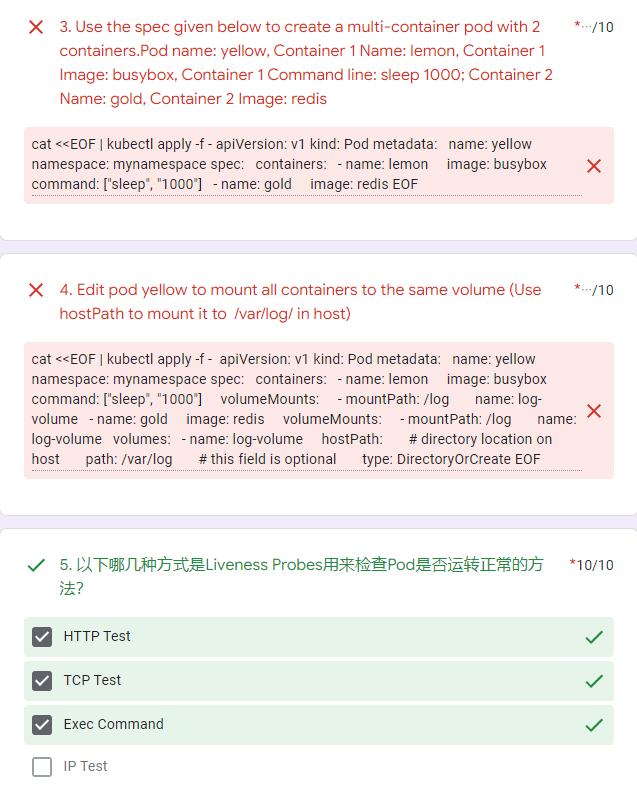 3. Use the spec given below to create a multi-container pod with 2
*···/10
containers.Pod name: yellow, Container 1 Name: lemon, Container 1
Image: busybox, Container 1 Command line: sleep 1000; Container 2
Name: gold, Container 2 Image: redis
cat <<EOF | kubectl apply -f - apiVersion: v1 kind: Pod metadata: name: yellow
namespace: mynamespace spec: containers: - name: lemon image: busybox
command: ["sleep", "1000"] - name: gold image: redis EOF
4. Edit pod yellow to mount all containers to the same volume (Use
*···/10
hostPath to mount it to /var/log/ in host)
cat <<EOF | kubectl apply -f - apiVersion: v1 kind: Pod metadata: name: yellow
namespace: mynamespace spec: containers: - name: lemon image: busybox
command: ["sleep", "1000"] volumeMounts: - mountPath: /log name: log-
volume - name: gold image: redis volumeMounts: - mountPath: /log name:
log-volume volumes: - name: log-volume hostPath: # directory location on
host path: /var/log # this field is optional type: DirectoryOrCreate EOF
5. 以下哪几种方式是Liveness Probes用来检查Pod是否运转正常的方
*10/10
法?
HTTP Test
TCP Test
Exec Command
IP Test